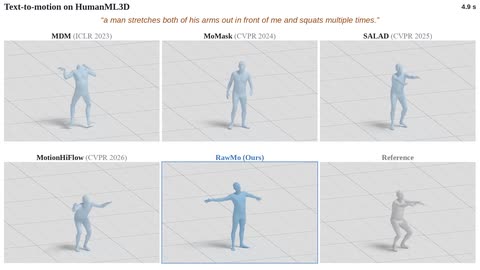 Text-to-motion on HumanML3D
4.9 s
"a man stretches both of his arms out in front of me and squats multiple times."
MDM (ICLR 2023)
MoMask (CVPR 2024)
SALAD (CVPR 2025)
MotionHiFlow (CVPR 2026)
RawMo (Ours)
Reference